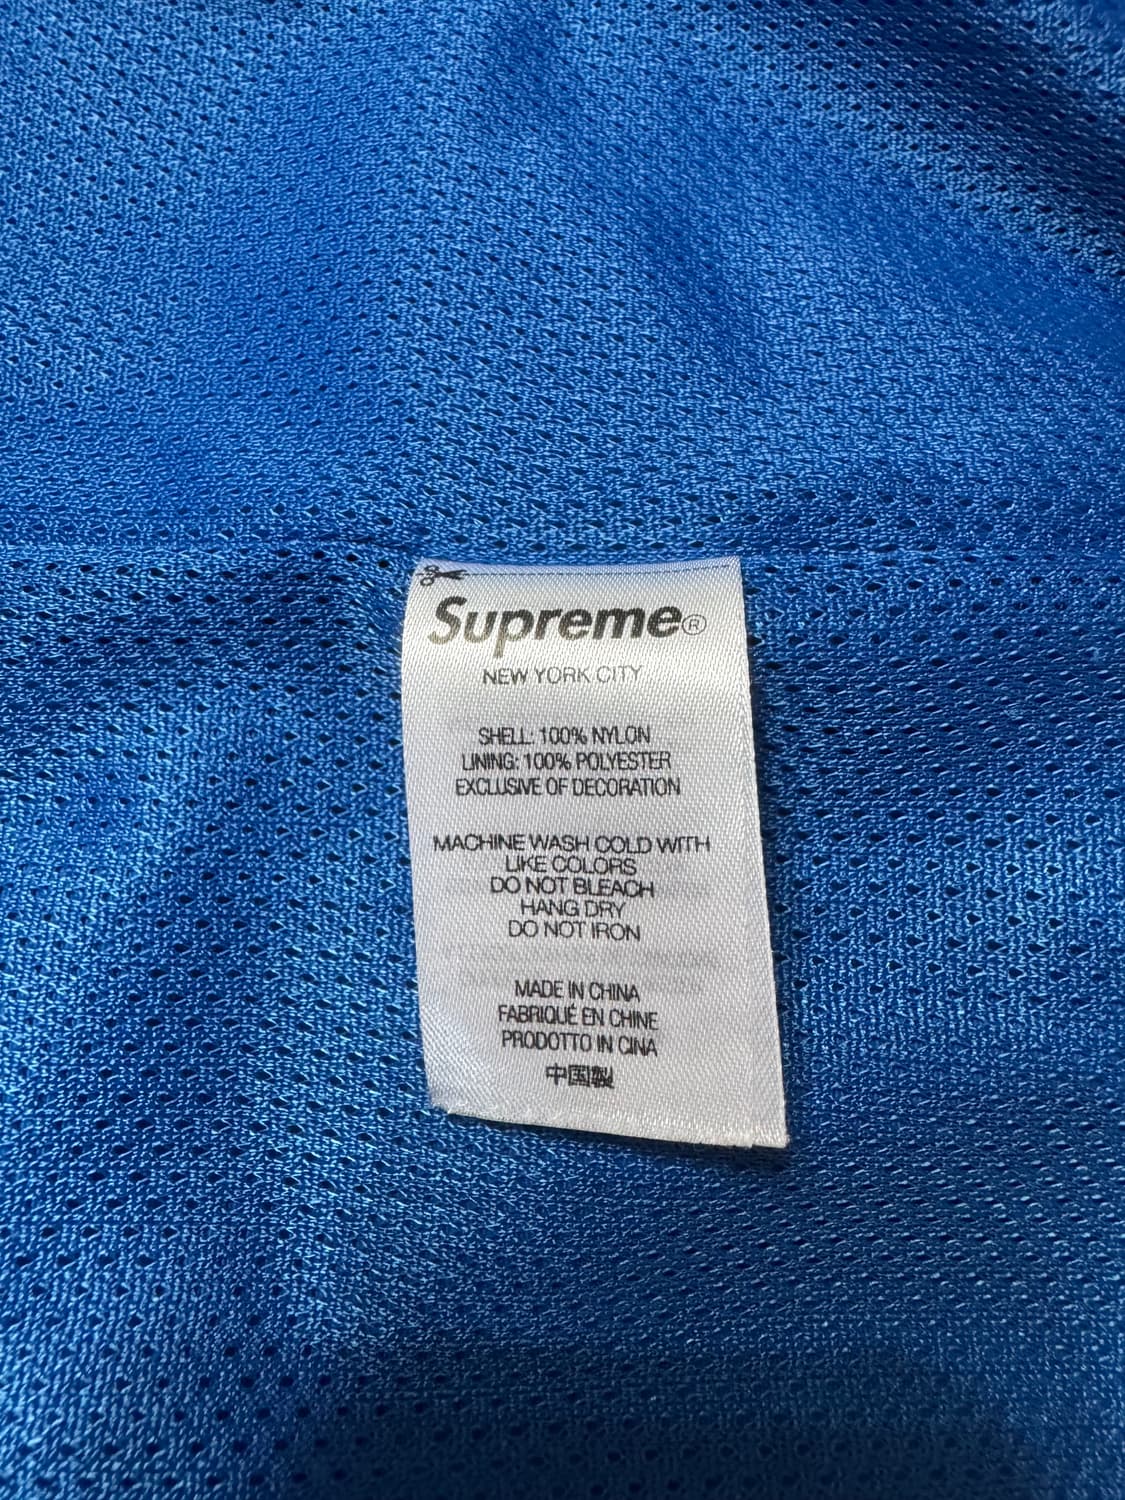 Supreme®
NEW YORK CITY
SHELL: 100% NYLON
LINING: 100% POLYESTER
EXCLUSIVE OF DECORATION
MACHINE WASH COLD WITH
LIKE COLORS
DO NOT BLEACH
HANG DRY
DO NOT IRON
MADE IN CHINA
FABRIQUÉ EN CHINE
PRODOTTO IN CINA
中国製